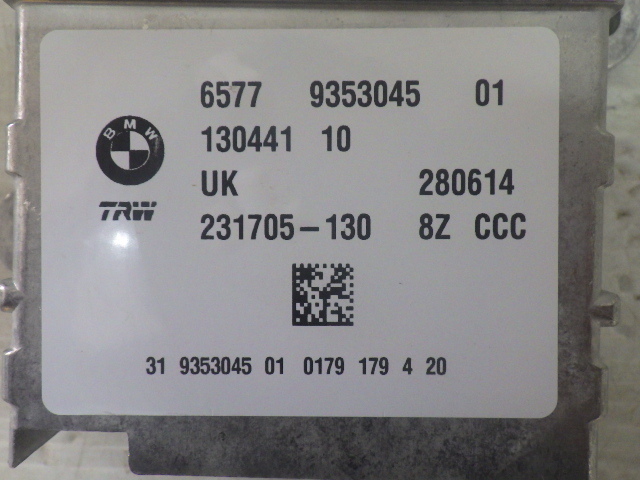 6577 9353045 01
130441 10
BMW
UK 280614
TRW
231705-130 8Z CCC
31 9353045 01 0179 179 4 20